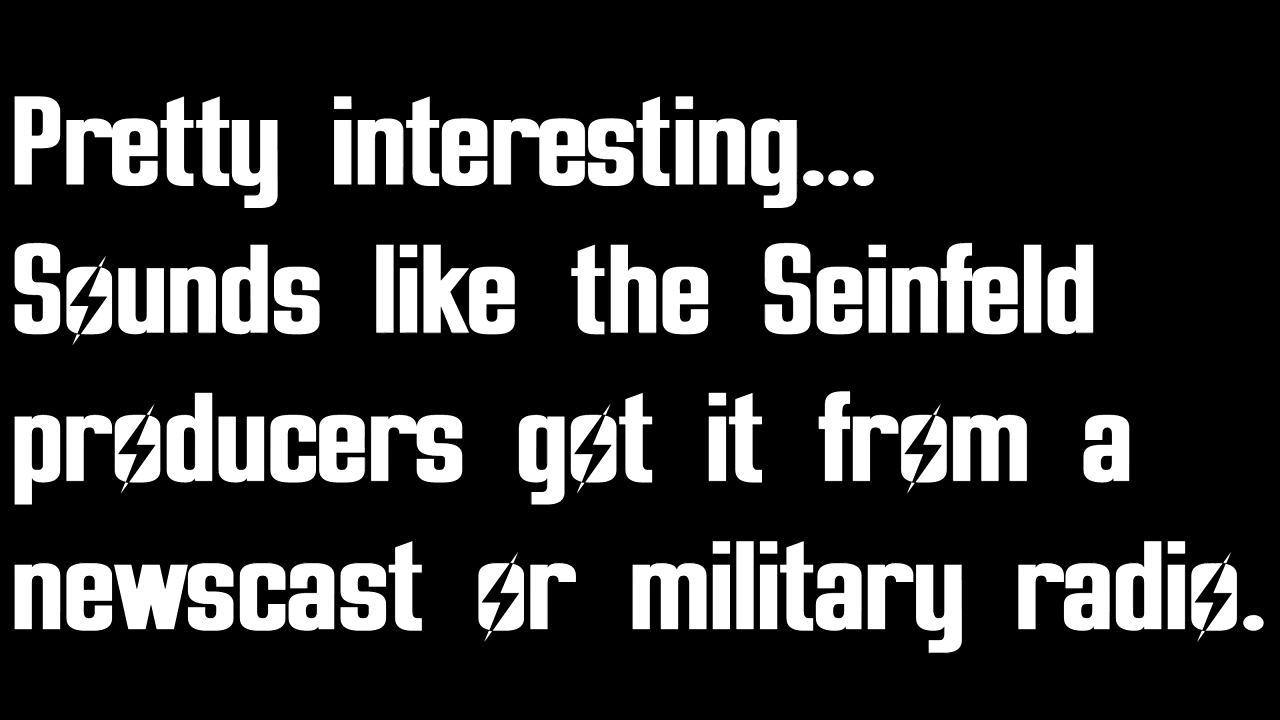 Pretty interesting...
Sounds like the Seinfeld
producers got it from a
newscast or military radio.